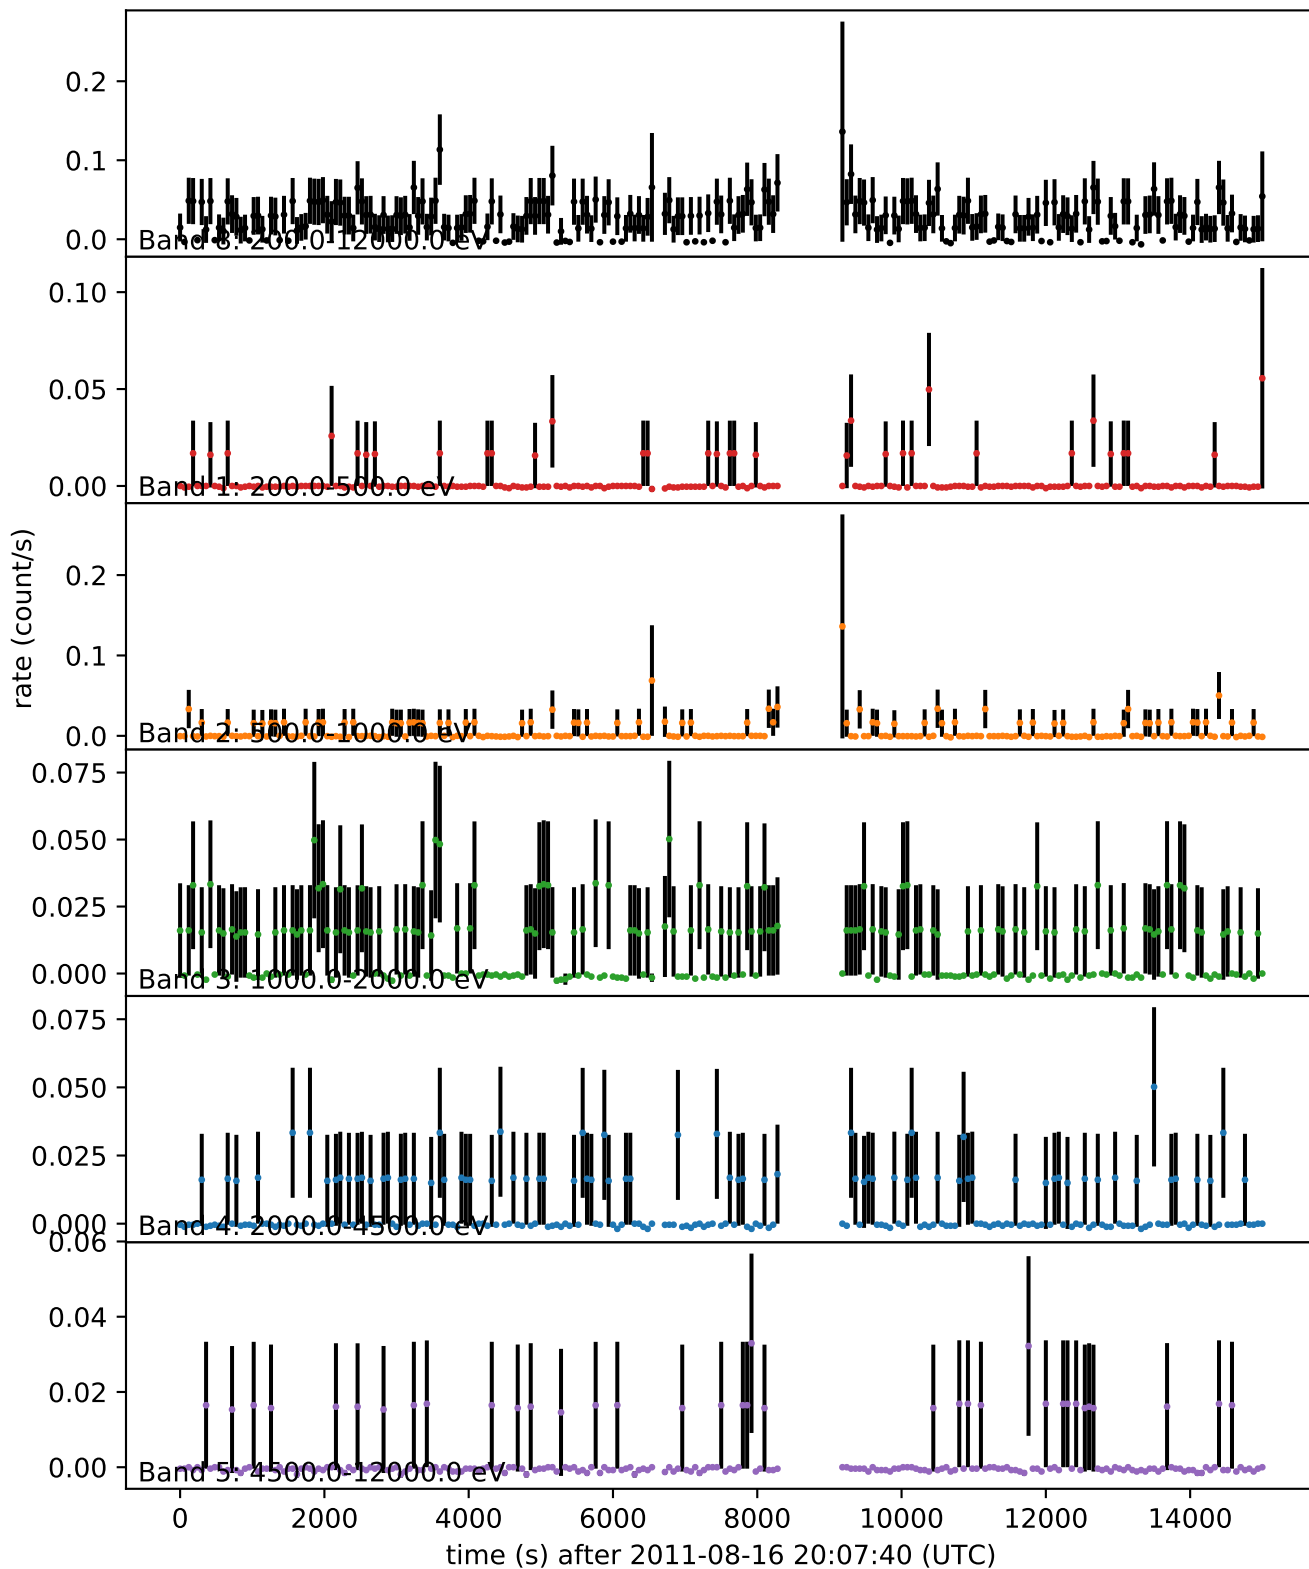 0.2
0.1
0.0
Band 8: 200.0-12000.0 eV
0.10
0.05
0.00
Band 1: 200.0-500.0 eV
rate (count/s)
0.2
0.1
0.0
Band 2: 500.0-1000.0 eV
0.075
0.050
0.025
0.000
Band 3: 1000.0-2000.0 eV
0.075
0.050
0.025
0.000
Band 4: 2000.0-4500.0 eV
0.06
0.04
0.02
0.00
Band 5: 4500.0-12000.0 eV
0 2000 4000 6000 8000 10000 12000 14000
time (s) after 2011-08-16 20:07:40 (UTC)